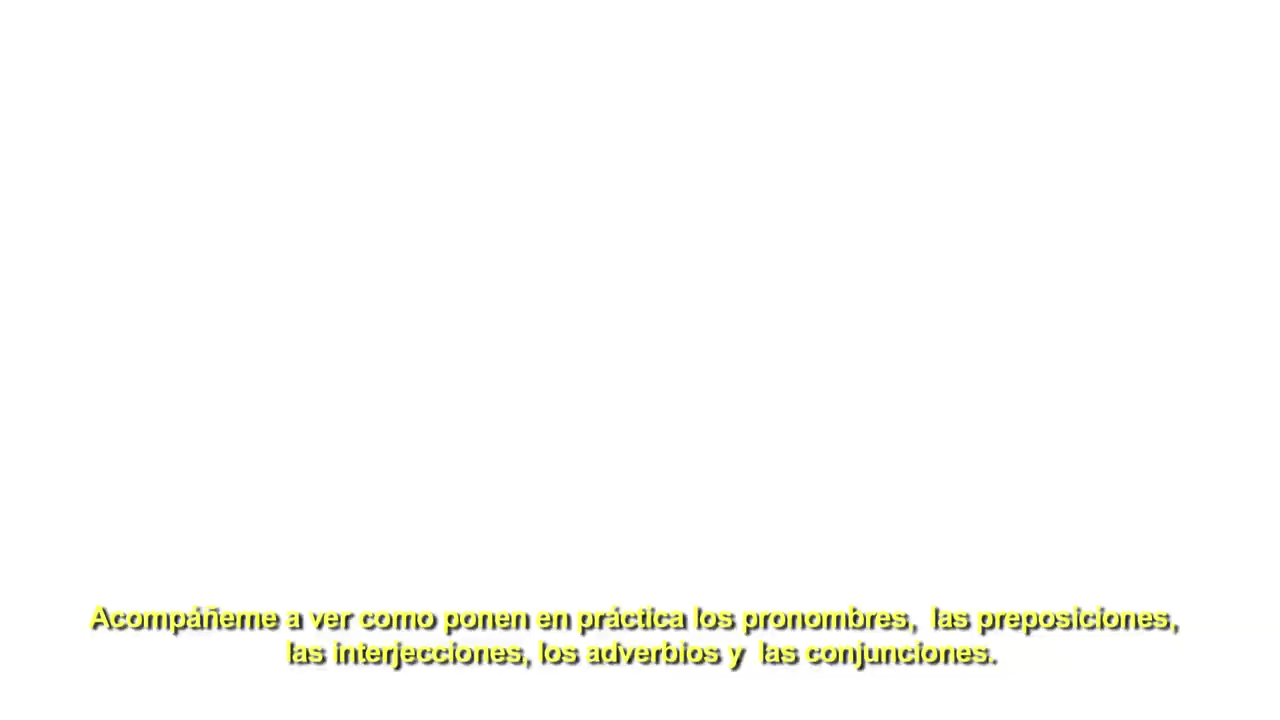 Acompáñeme a ver como ponen en práctica los pronombres, las preposiciones,
las interjecciones, los adverbios y las conjunciones.